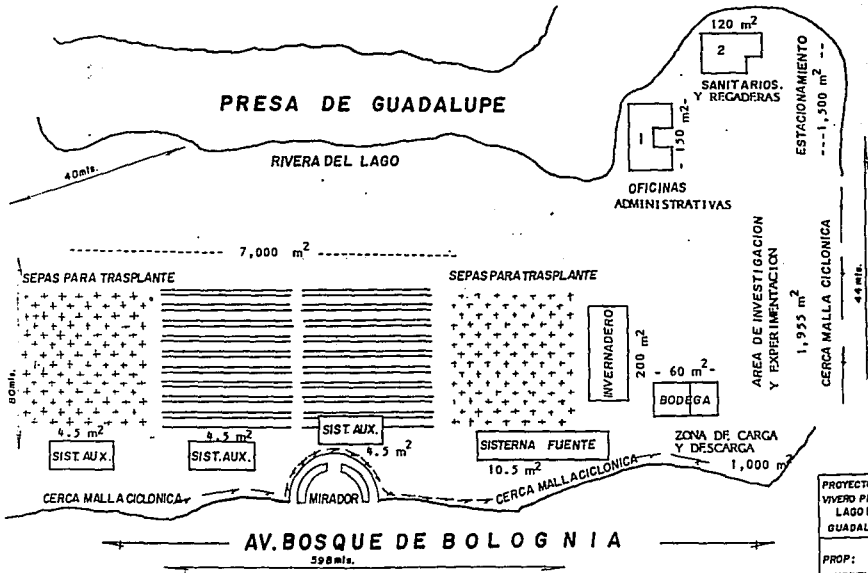 120 m²
2
SANITARIOS.
Y REGADERAS
ESTACIONAMIENTO
---1,500 m² ---
PRESA DE GUADALUPE
1
- 150 m² -
RIVERA DEL LAGO
40mts.
OFICINAS
ADMINISTRATIVAS
7,000 m²
SEPAS PARA TRASPLANTE
SEPAS PARA TRASPLANTE
80mts.
INVERNADERO
200 m²
- 60 m² -
BODEGA
AREA DE INVESTIGACION
Y EXPERIMENTACION
1,955 m²
CERCA MALLA CICLONICA
44mts.
4.5 m²
SIST. AUX.
4.5 m²
SIST. AUX.
SIST. AUX.
4.5 m²
SISTERNA FUENTE
10.5 m²
ZONA DE CARGA
Y DESCARGA
1,000 m²
CERCA MALLA CICLONICA
MIRADOR
CERCA MALLA CICLONICA
AV. BOSQUE DE BOLOGNIA
598mts.
PROYECTO
VIVERO
LAGO
GUADAL
PROP: